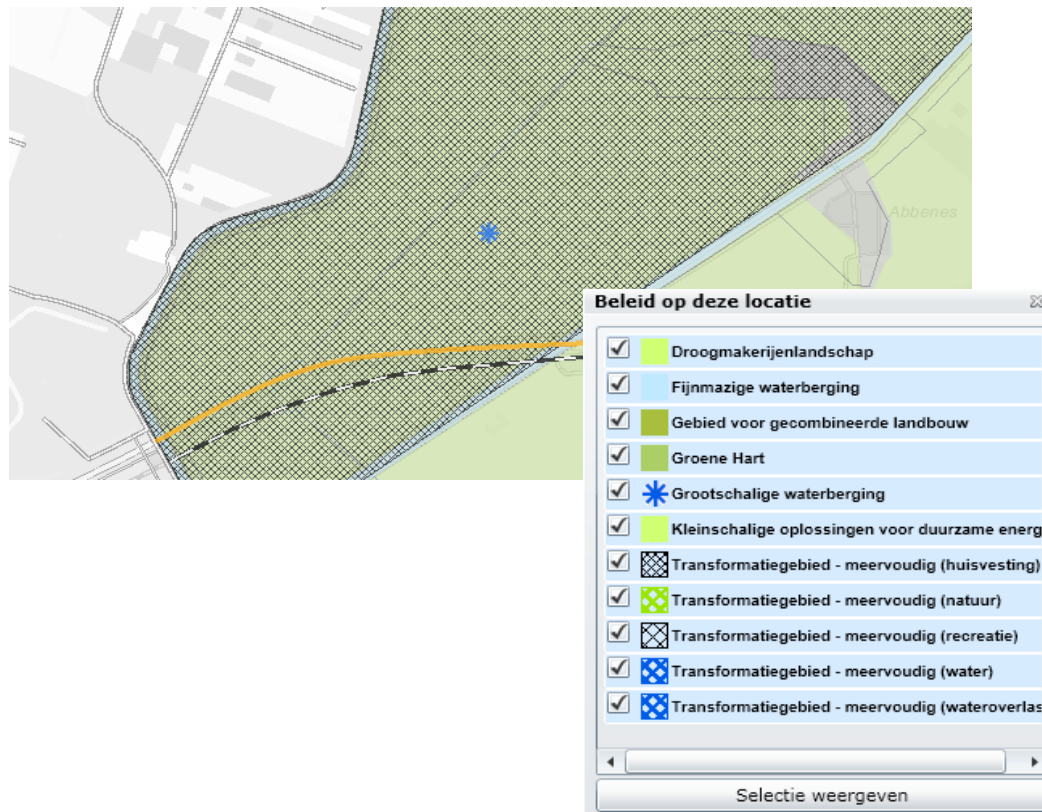 Abbenes
Beleid op deze locatie
Droogmakerijenlandschap
Fijnmazige waterberging
Gebied voor gecombineerde landbouw
Groene Hart
Grootschalige waterberging
Kleinschalige oplossingen voor duurzame energ
Transformatiegebied - meervoudig (huisvesting)
Transformatiegebied - meervoudig (natuur)
Transformatiegebied - meervoudig (recreatie)
Transformatiegebied - meervoudig (water)
Transformatiegebied - meervoudig (wateroverlas
Selectie weergeven